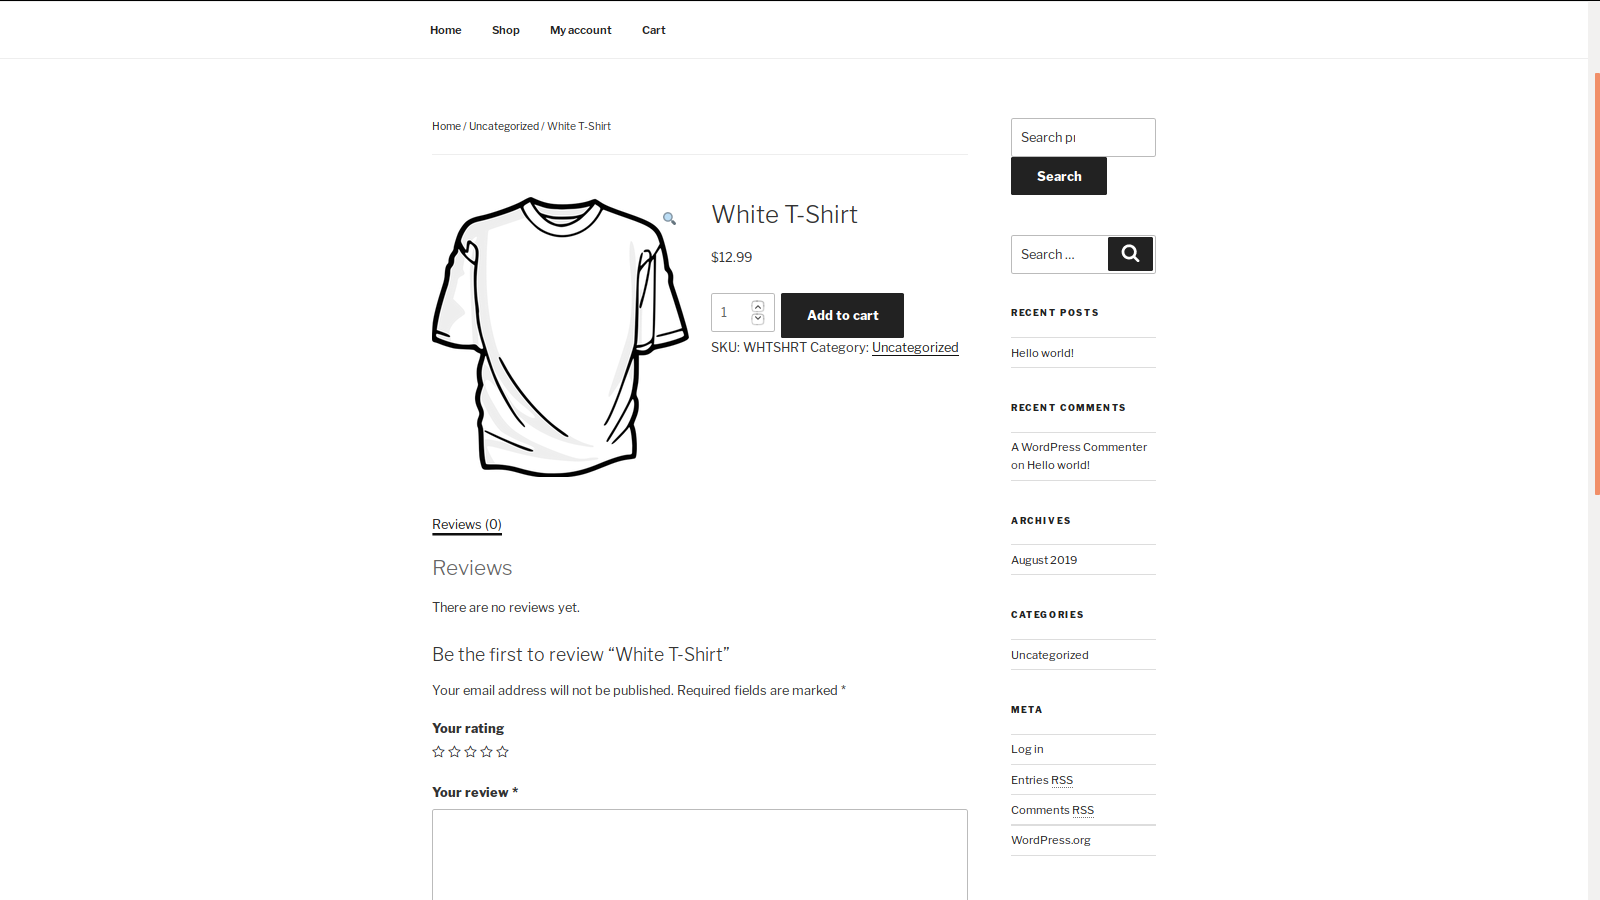 Home Shop My account Cart
Home / Uncategorized / White T-Shirt
White T-Shirt
$12.99
1 Add to cart
SKU: WHTSHRT Category: Uncategorized
Reviews (0)
Reviews
There are no reviews yet.
Be the first to review “White T-Shirt”
Your email address will not be published. Required fields are marked *
Your rating
Your review *
Search
Search
Search …
RECENT POSTS
Hello world!
RECENT COMMENTS
A WordPress Commenter
on Hello world!
ARCHIVES
August 2019
CATEGORIES
Uncategorized
META
Log in
Entries RSS
Comments RSS
WordPress.org